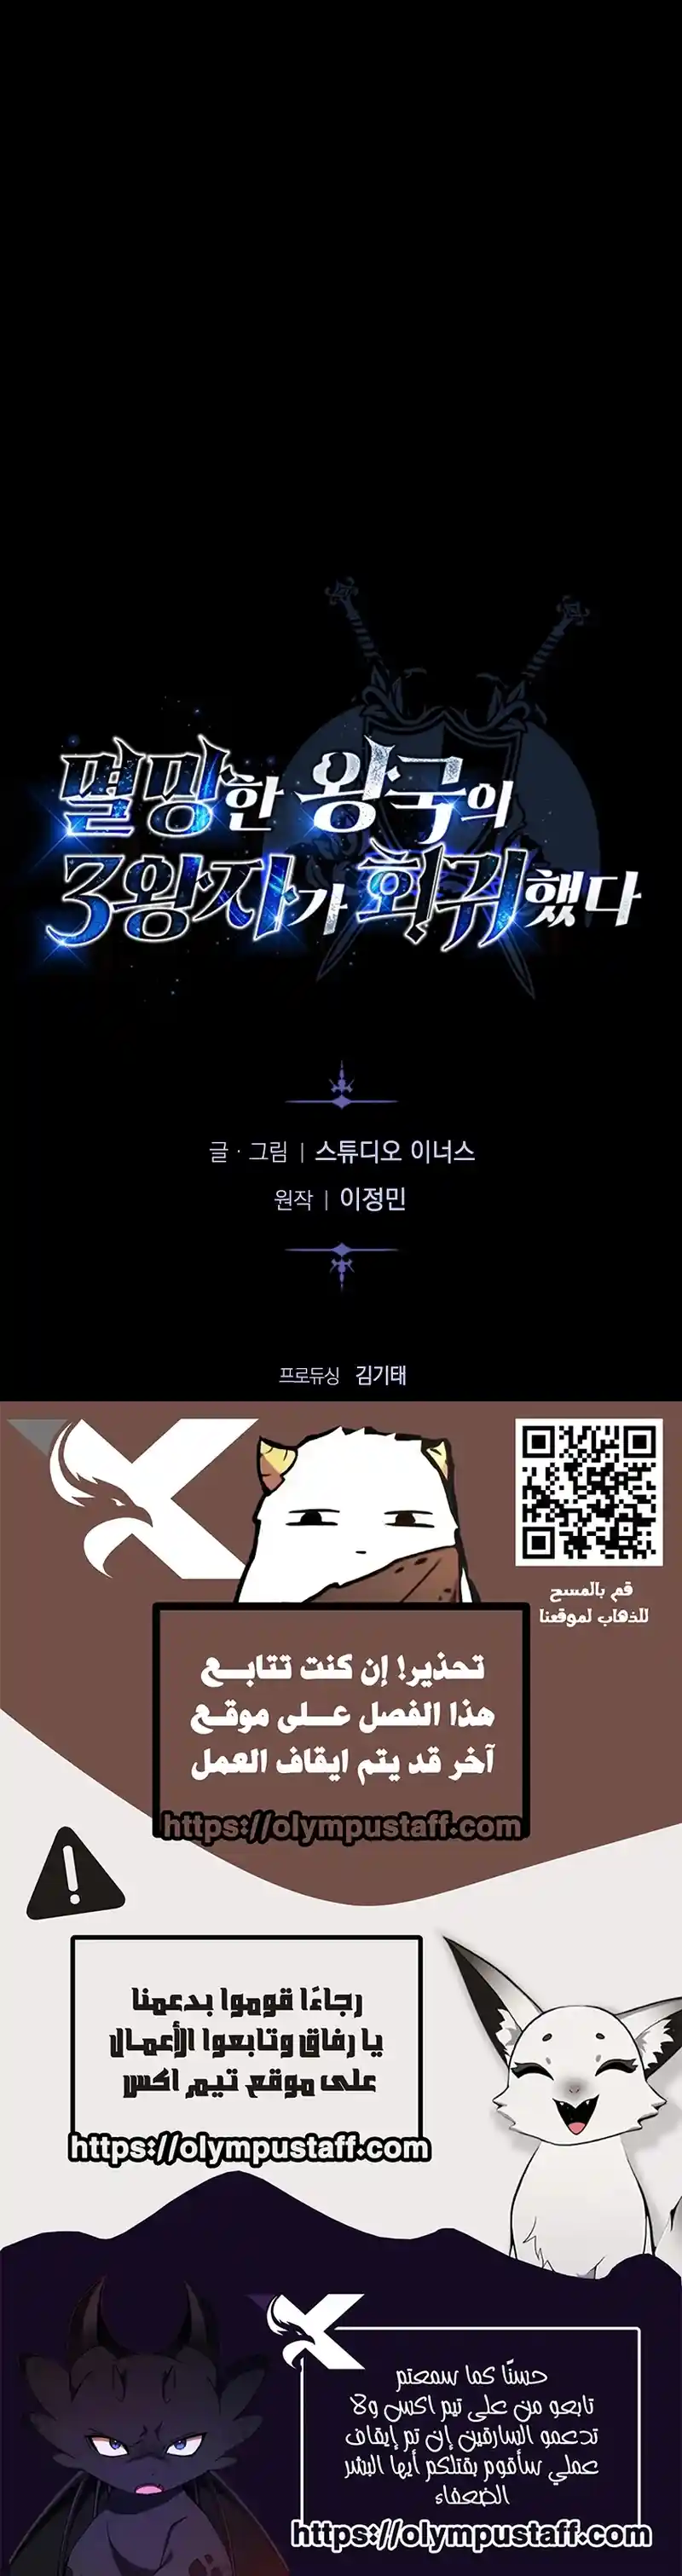 멸망한 왕국의
3왕자가 회귀했다
글 · 그림 | 스튜디오 이너스
원작 | 이정민
프로듀싱 김기태
قم بالمسح
للذهاب لموقعنا
تحذير! إن كنت تتابع
هذا الفصل على موقع
آخر قد يتم ايقاف العمل
https://olympustaff.com
رجاءًا قوموا بدعمنا
يا رفاق وتابعوا الأعمال
على موقع تيم اكس
https://olympustaff.com
حسنًا كما سمعتم
تابعو من على تيم اكس ولا
تدعمو السارقين إن تم إيقاف
عملي سأقوم بقتلكم أيها البشر
الضعفاء
https://olympustaff.com